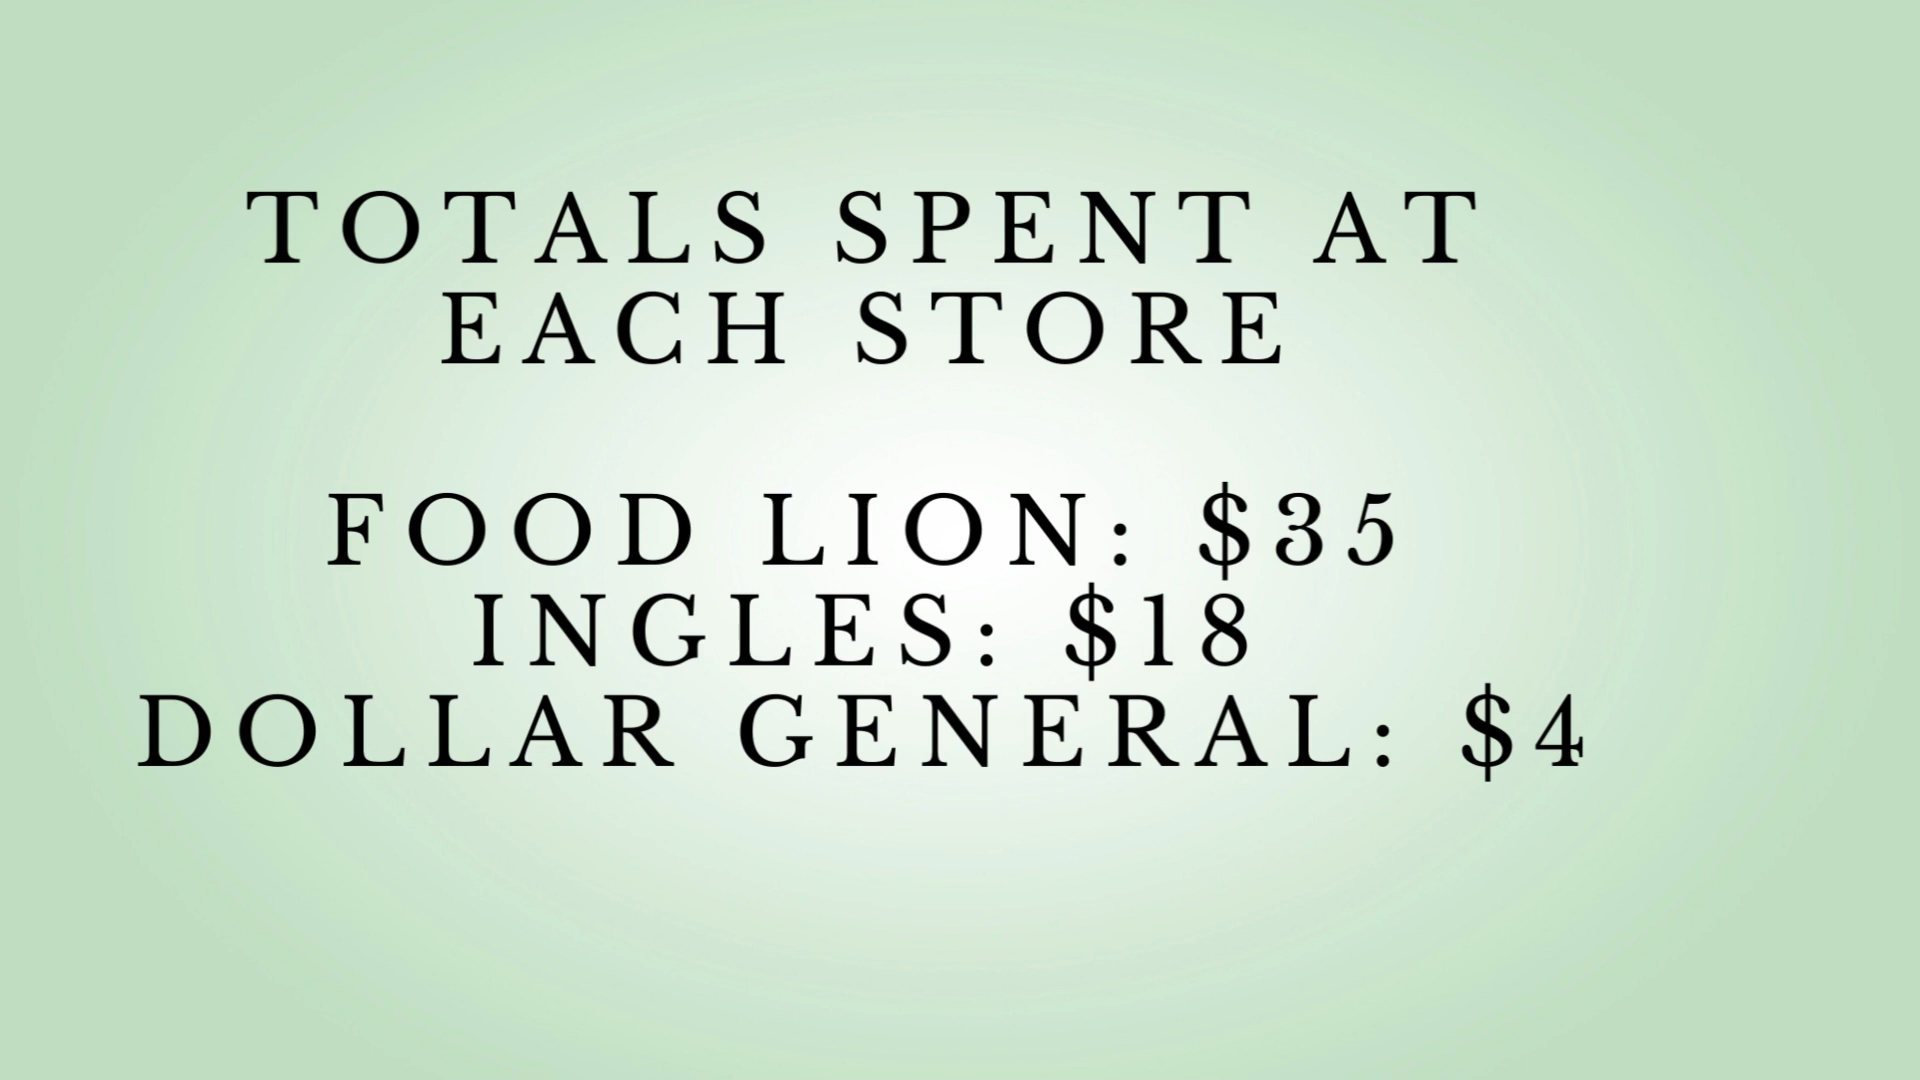 TOTALS SPENT AT
EACH STORE
FOOD LION: $35
INGLES: $18
DOLLAR GENERAL: $4